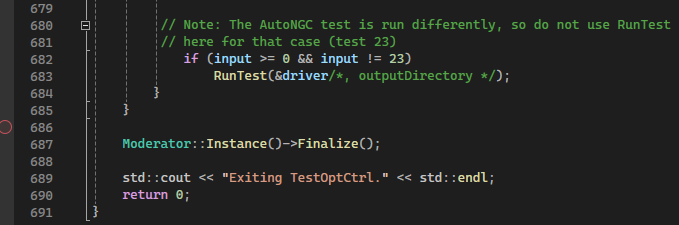 679
680 // Note: The AutoNGC test is run differently, so do not use RunTest
681 // here for that case (test 23)
682 if (input >= 0 && input != 23)
683 RunTest(&driver/*, outputDirectory */);
684 }
685 }
686
687 Moderator::Instance()->Finalize();
688
689 std::cout << "Exiting TestOptCtrl." << std::endl;
690 return 0;
691 }